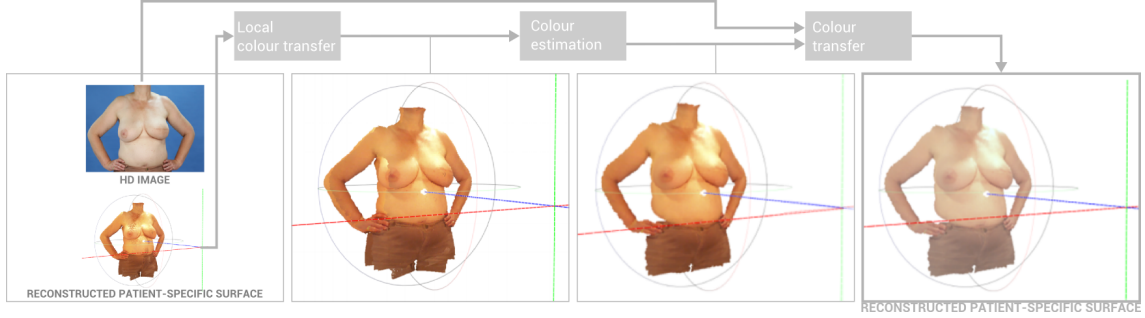 Local
colour transfer
Colour
estimation
Colour
transfer
HD IMAGE
RECONSTRUCTED PATIENT-SPECIFIC SURFACE
RECONSTRUCTED PATIENT-SPECIFIC SURFACE